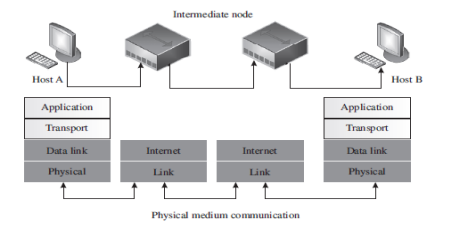 Intermediate node
Host A
Host B
Application
Transport
Data link
Physical
Internet
Link
Internet
Link
Application
Transport
Data link
Physical
Physical medium communication